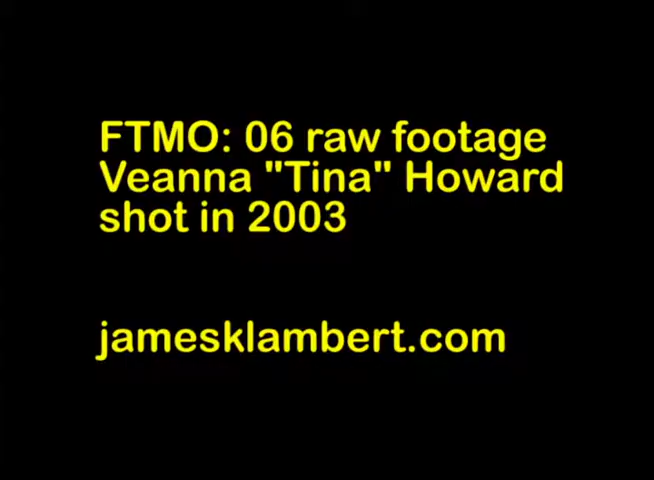 FTMO: 06 raw footage
Veanna "Tina" Howard
shot in 2003
jamesklambert.com